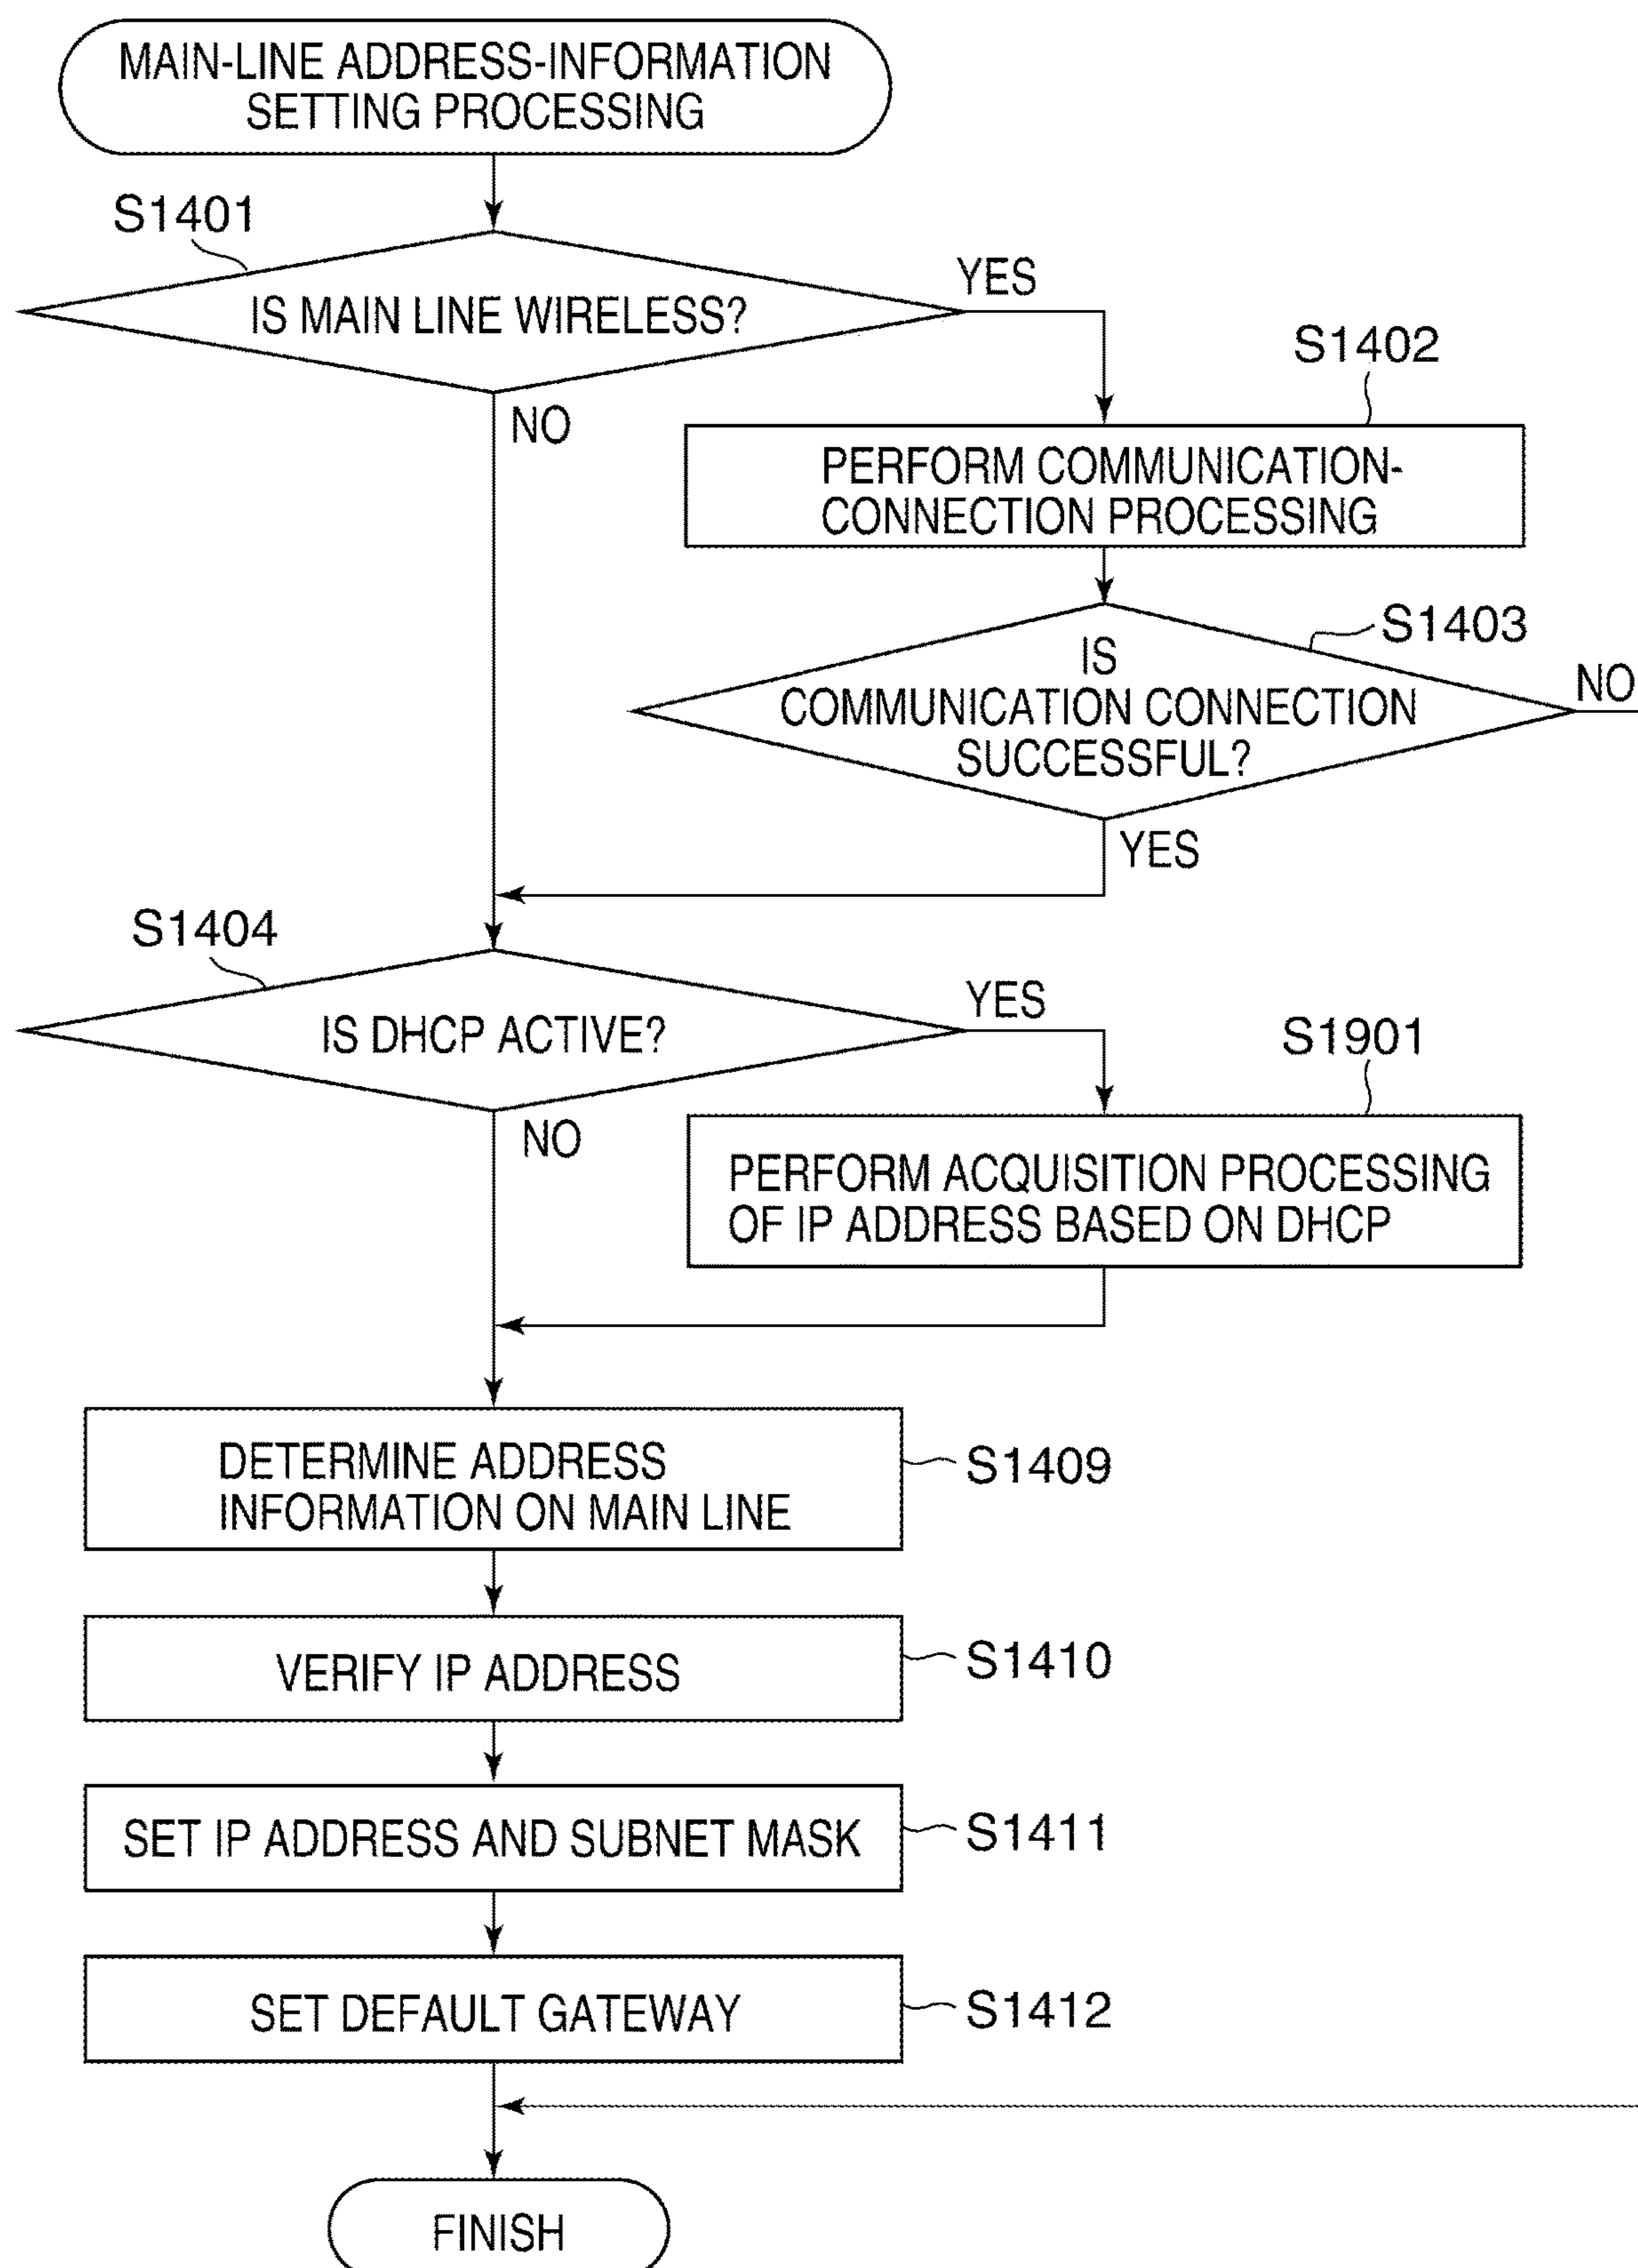 MAIN-LINE ADDRESS-INFORMATION
SETTING PROCESSING
S1401
IS MAIN LINE WIRELESS?
YES
NO
S1402
PERFORM COMMUNICATION-
CONNECTION PROCESSING
S1403
IS
COMMUNICATION CONNECTION
SUCCESSFUL?
NO
YES
S1404
IS DHCP ACTIVE?
YES
NO
S1901
PERFORM ACQUISITION PROCESSING
OF IP ADDRESS BASED ON DHCP
DETERMINE ADDRESS
INFORMATION ON MAIN LINE
S1409
VERIFY IP ADDRESS
S1410
SET IP ADDRESS AND SUBNET MASK
S1411
SET DEFAULT GATEWAY
S1412
FINISH